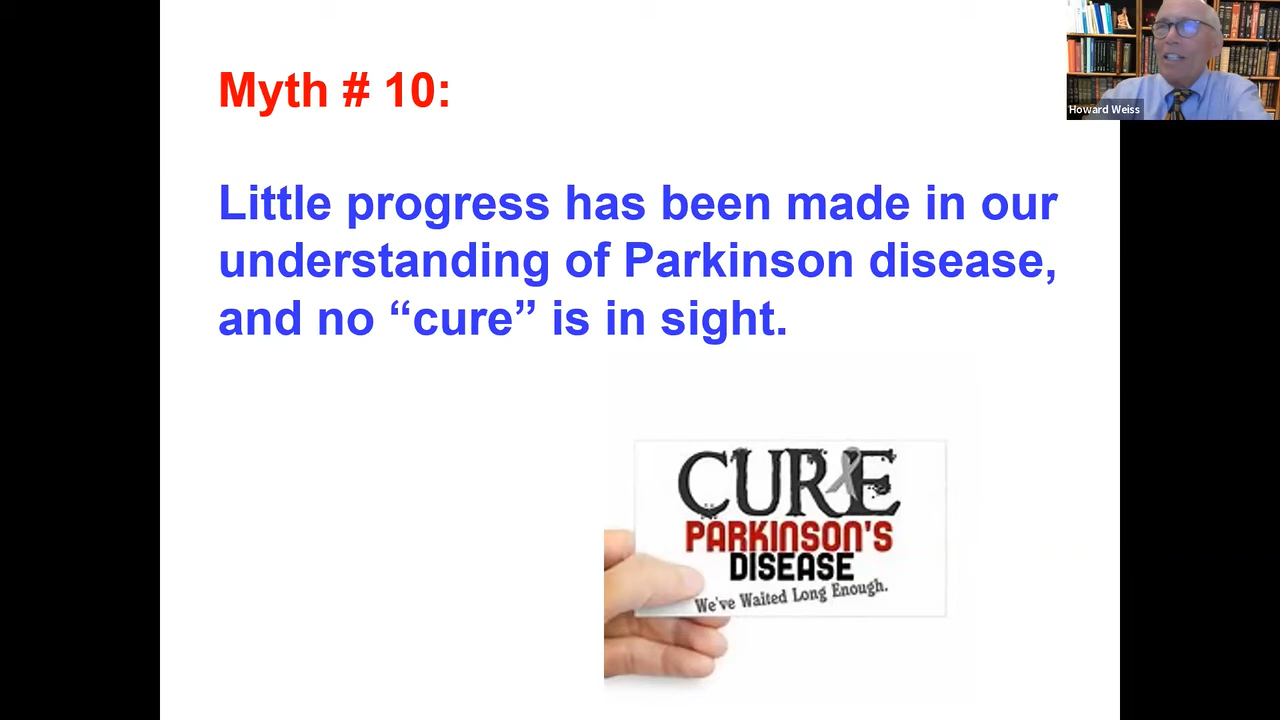 Myth # 10:
Little progress has been made in our
understanding of Parkinson disease,
and no “cure” is in sight.
CURE
PARKINSON'S
DISEASE
We've Waited Long Enough.
Howard Weiss